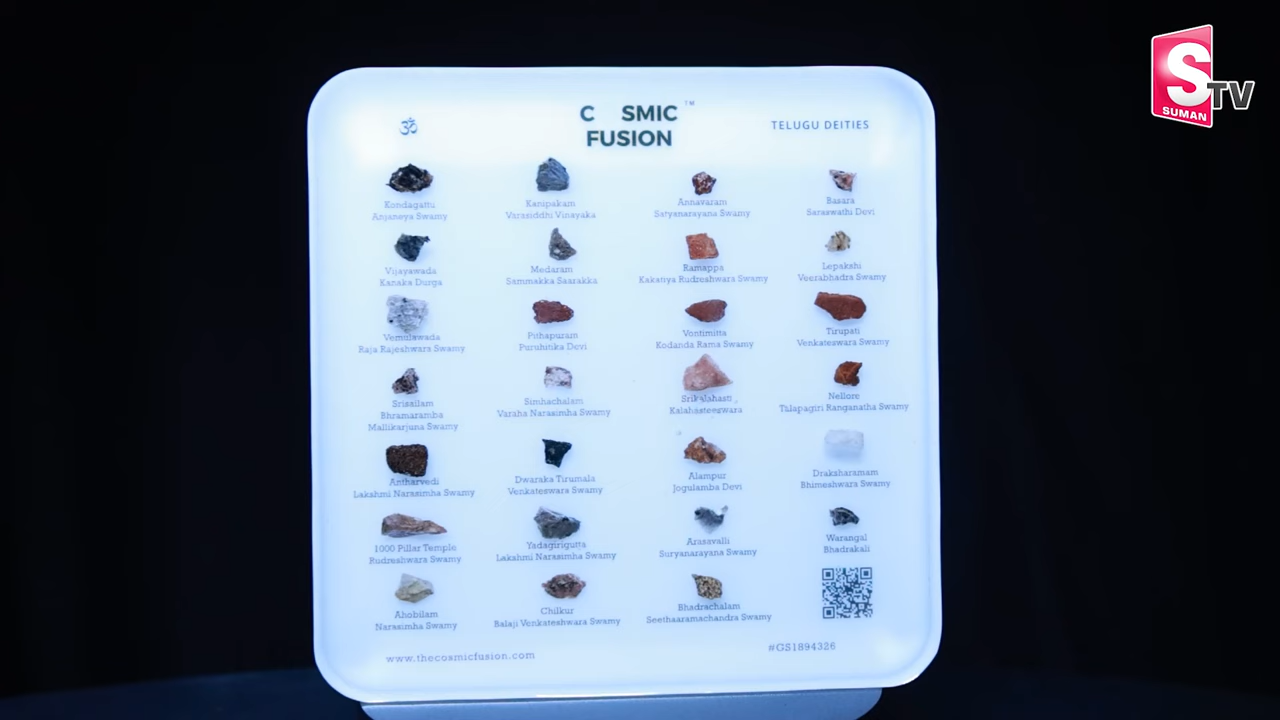 S
TV
SUMAN
ॐ
C SMIC ™
FUSION
TELUGU DEITIES
Kondagattu
Anjaneya Swamy
Kanipakam
Varasiddhi Vinayaka
Annavaram
Satyanarayana Swamy
Basara
Saraswathi Devi
Vijayawada
Kanaka Durga
Medaram
Sammakka Saarakka
Ramappa
Kakatiya Rudreshwara Swamy
Lepakshi
Veerabhadra Swamy
Vemulawada
Raja Rajeshwara Swamy
Pithapuram
Puruhutika Devi
Vontimitta
Kodanda Rama Swamy
Tirupati
Venkateswara Swamy
Srisailam
Bhramaramba
Mallikarjuna Swamy
Simhachalam
Varaha Narasimha Swamy
Srikalahasti
Kalahasteeswara
Nellore
Talapagiri Ranganatha Swamy
Antharvedi
Lakshmi Narasimha Swamy
Dwaraka Tirumala
Venkateswara Swamy
Alampur
Jogulamba Devi
Draksharamam
Bhimeshwara Swamy
1000 Pillar Temple
Rudreshwara Swamy
Yadagirigutta
Lakshmi Narasimha Swamy
Arasavalli
Suryanarayana Swamy
Warangal
Bhadrakali
Ahobilam
Narasimha Swamy
Chilkur
Balaji Venkateshwara Swamy
Bhadrachalam
Seethaaramachandra Swamy
www.thecosmicfusion.com
#GS1894326